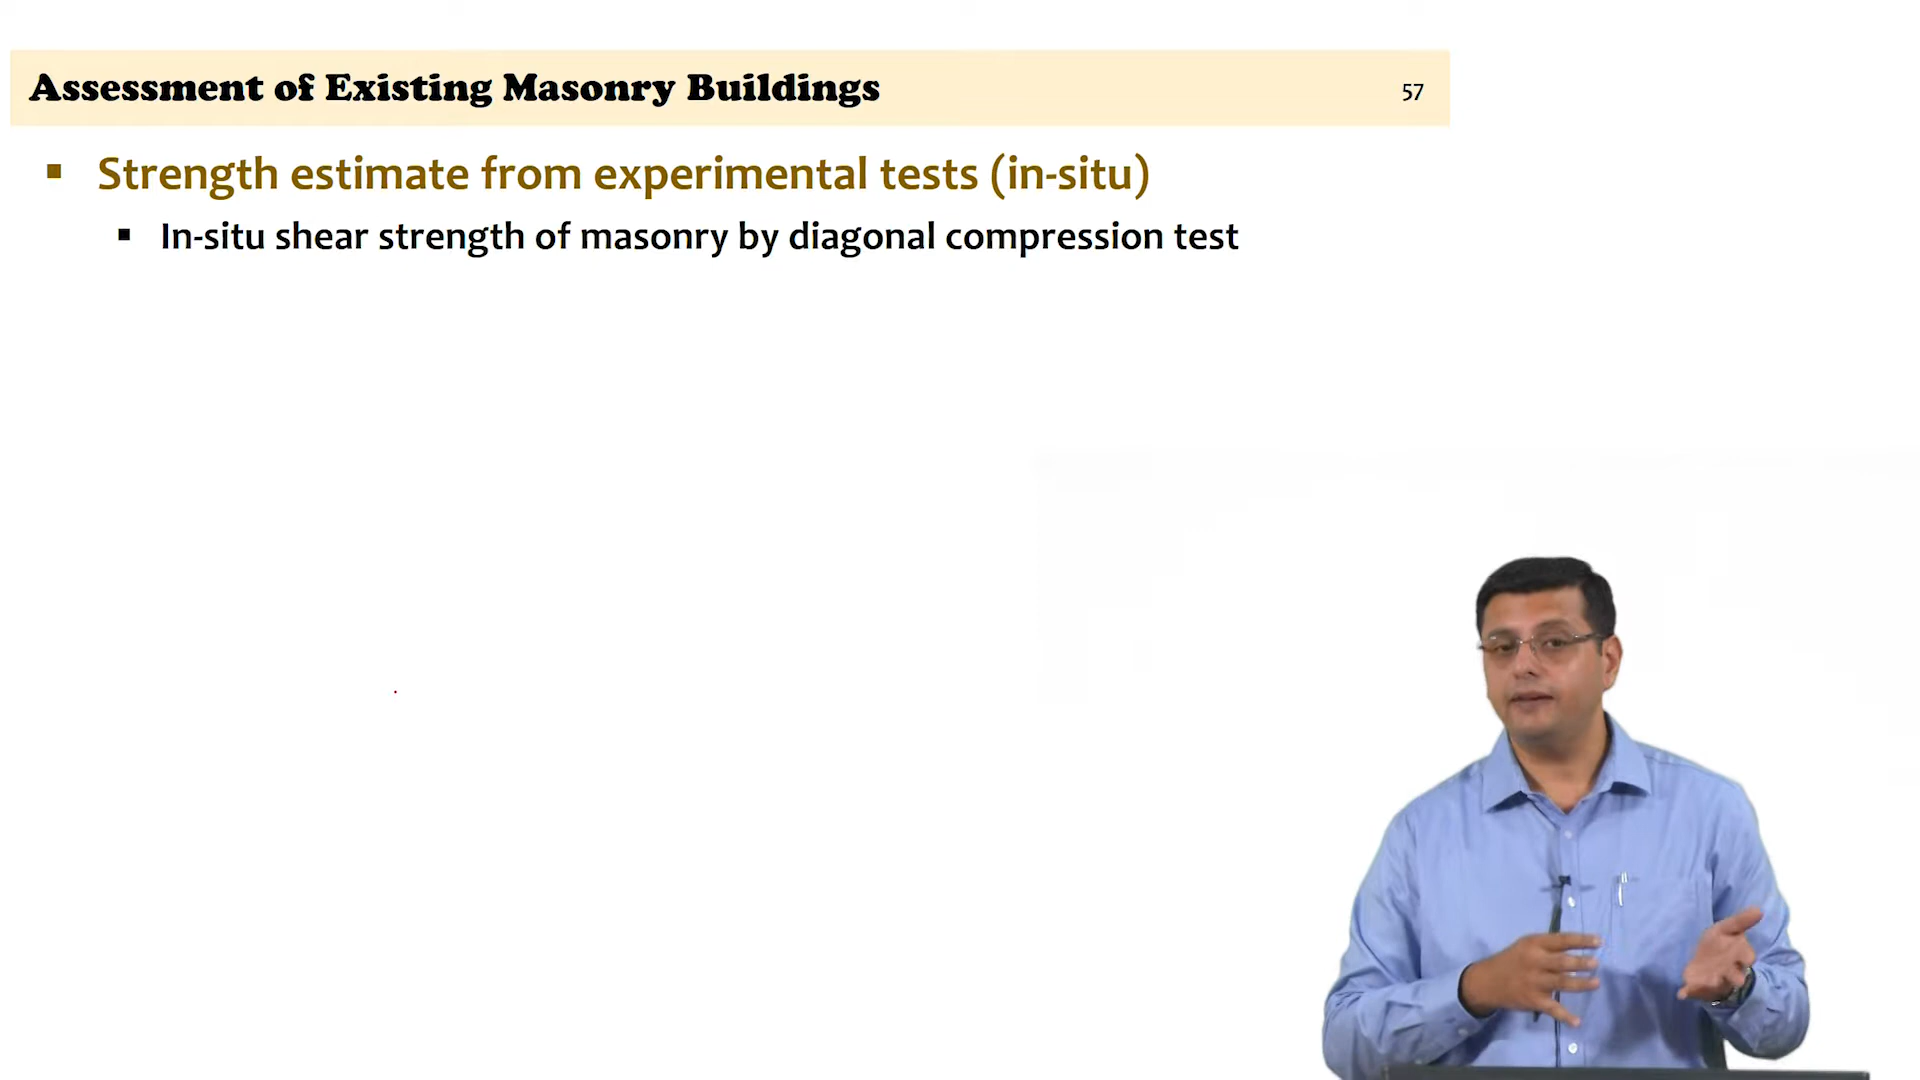 Assessment of Existing Masonry Buildings 57
Strength estimate from experimental tests (in-situ)
In-situ shear strength of masonry by diagonal compression test